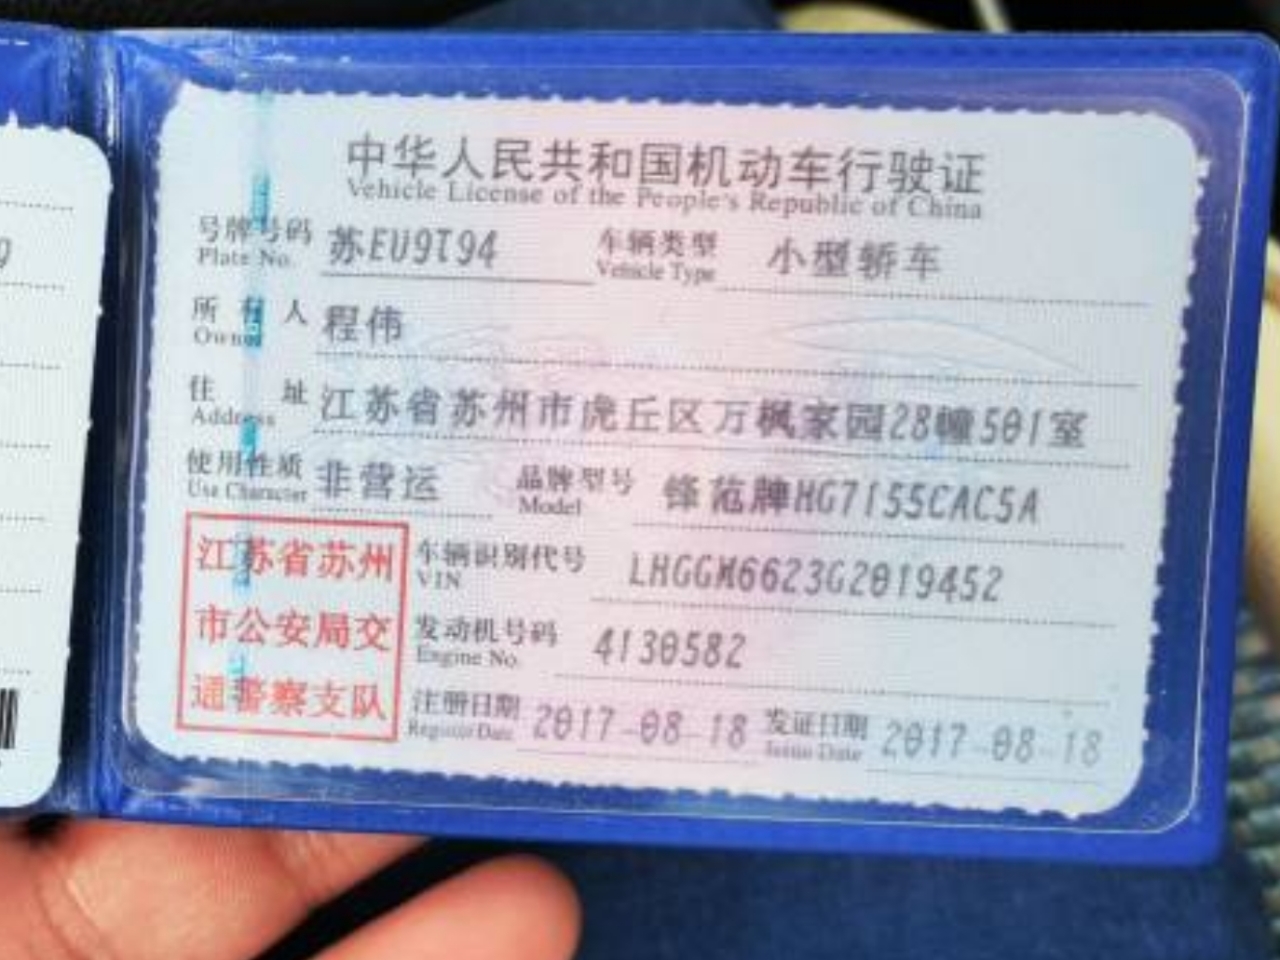 中华人民共和国机动车行驶证
Vehicle License of the People's Republic of China
号牌号码 苏EU9T94 车辆类型 小型轿车
Plate No. Vehicle Type
所有人 程伟
Owner
住址 江苏省苏州市虎丘区万枫家园28幢501室
Address
使用性质 非营运 品牌型号 锋范牌HG7155CAC5A
Use Character Model
江苏省苏州
市公安局交
通警察支队
车辆识别代号 LHGGM6623G2019452
VIN
发动机号码 4130582
Engine No.
注册日期 2017-08-18 发证日期 2017-08-18
Register Date Issue Date